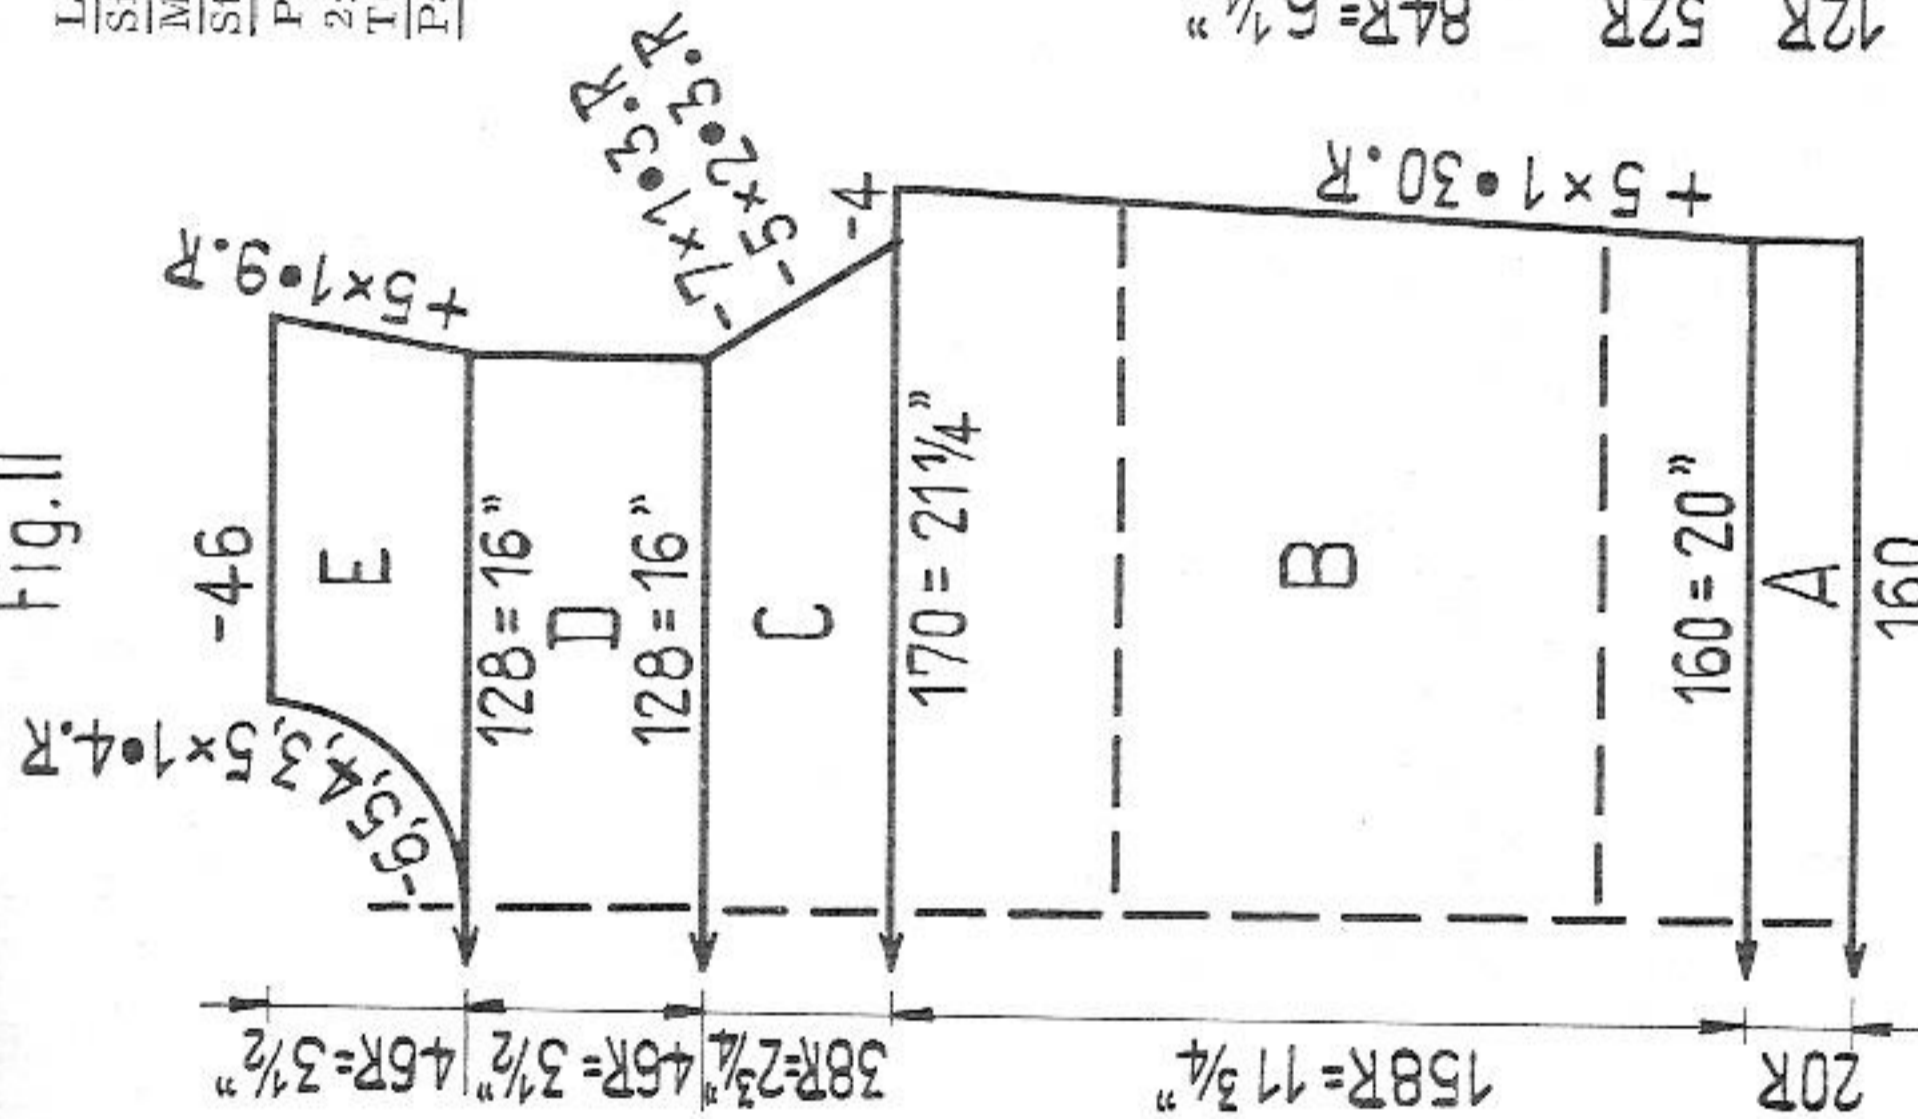 Fig. 11
-46
E
+5×1•9.R
-6,5,4,3,5×1•4.R
128=16"
D
128=16"
C
-7×1•3.R
-5×2•3.R
-4
170=21¼"
B
+5×1•30.R
160=20"
A
160
46R=3½"
46R=3½"
38R=2¾"
158R=11¾"
20R
84R=6¼"
52R
12R
L
M
P
T